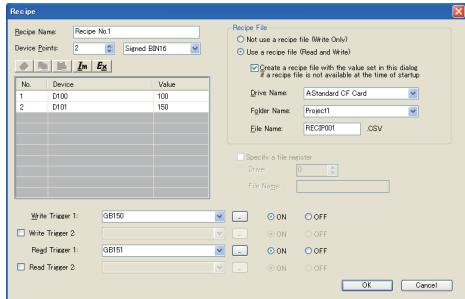 Recipe
Recipe Name: Recipe No.1
Device Points: 2 Signed BIN16
Im Ex
No. Device Value
1 D100 100
2 D101 150
Recipe File
Not use a recipe file (Write Only)
Use a recipe file (Read and Write)
Create a recipe file with the value set in this dialog
if a recipe file is not available at the time of startup
Drive Name: A:Standard CF Card
Folder Name: Project1
File Name: RECIP001 .CSV
Specify a file register
Drive: 0
File Name:
Write Trigger 1: GB150 ... ON OFF
Write Trigger 2: ... ON OFF
Read Trigger 1: GB151 ... ON OFF
Read Trigger 2: ... ON OFF
OK Cancel